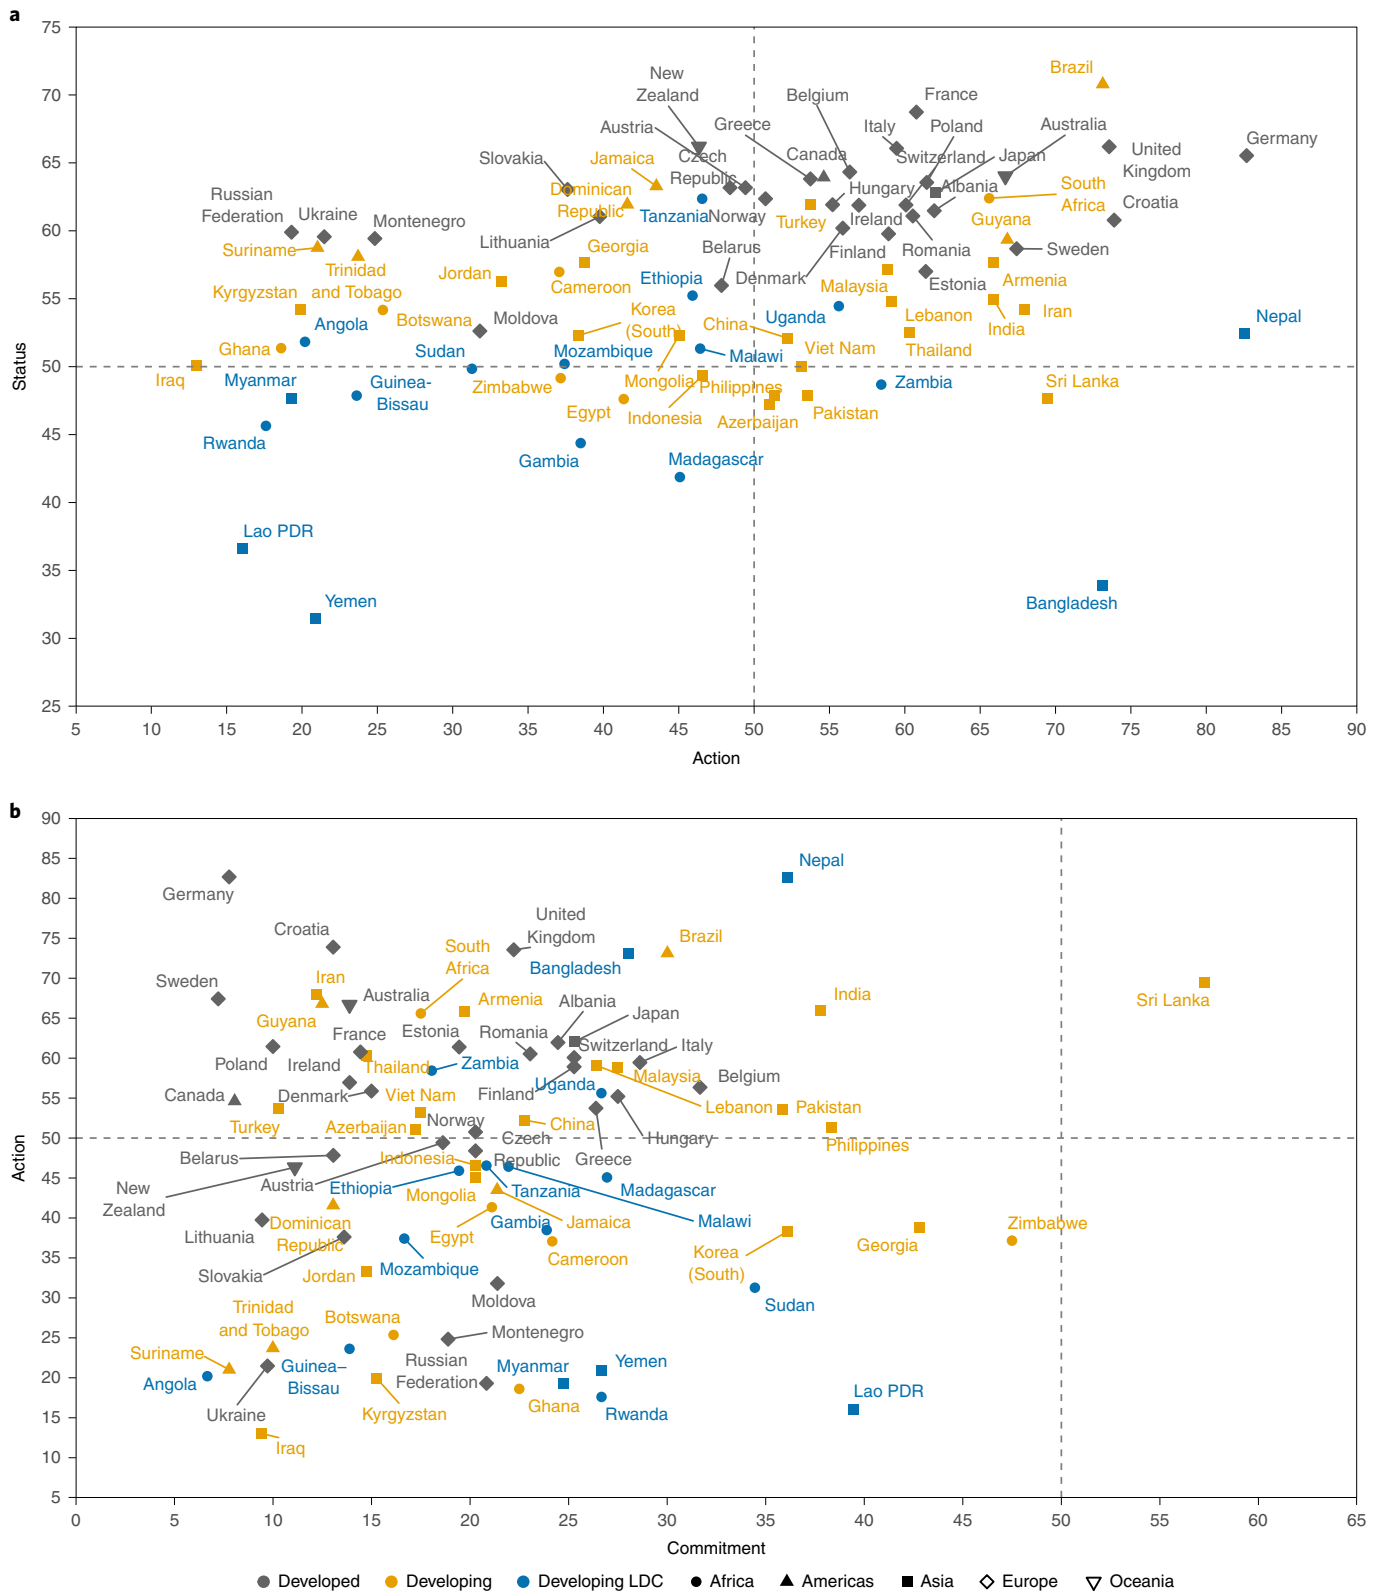 a
75
70
65
60
55
50
45
40
35
30
25
Status
5
10
15
20
25
30
35
40
45
50
55
60
65
70
75
80
85
90
Action
Brazil
New
Zealand
Belgium
France
Austria
Greece
Italy
Poland
Australia
Germany
Slovakia
Jamaica
Czech
Republic
Canada
Switzerland
Japan
United
Kingdom
Russian
Federation
Ukraine
Montenegro
Dominican
Republic
Tanzania
Norway
Turkey
Hungary
Albania
South
Africa
Croatia
Suriname
Lithuania
Georgia
Belarus
Ireland
Guyana
Finland
Romania
Sweden
Trinidad
and Tobago
Jordan
Cameroon
Ethiopia
Denmark
Malaysia
Estonia
Armenia
Kyrgyzstan
Angola
Botswana
Moldova
Korea
(South)
China
Uganda
Lebanon
India
Iran
Nepal
Ghana
Sudan
Mozambique
Malawi
Viet Nam
Thailand
Iraq
Myanmar
Guinea-
Bissau
Zimbabwe
Mongolia
Philippines
Zambia
Sri Lanka
Rwanda
Egypt
Indonesia
Azerbaijan
Pakistan
Gambia
Madagascar
Lao PDR
Yemen
Bangladesh
b
90
85
80
75
70
65
60
55
50
45
40
35
30
25
20
15
10
5
Action
0
5
10
15
20
25
30
35
40
45
50
55
60
65
Commitment
Nepal
Germany
Croatia
United
Kingdom
Brazil
South
Africa
Bangladesh
Sweden
Iran
Australia
Armenia
Albania
India
Sri Lanka
Guyana
France
Estonia
Romania
Japan
Poland
Ireland
Thailand
Zambia
Switzerland
Italy
Canada
Denmark
Viet Nam
Finland
Uganda
Malaysia
Belgium
Turkey
Azerbaijan
Norway
China
Lebanon
Pakistan
Belarus
Indonesia
Czech
Republic
Greece
Hungary
Philippines
New
Zealand
Austria
Ethiopia
Mongolia
Tanzania
Madagascar
Lithuania
Dominican
Republic
Egypt
Gambia
Jamaica
Malawi
Zimbabwe
Slovakia
Jordan
Mozambique
Cameroon
Korea
(South)
Georgia
Trinidad
and Tobago
Botswana
Moldova
Sudan
Suriname
Montenegro
Angola
Guinea–
Bissau
Russian
Federation
Myanmar
Yemen
Lao PDR
Ukraine
Kyrgyzstan
Ghana
Rwanda
Iraq
Developed
Developing
Developing LDC
Africa
Americas
Asia
Europe
Oceania